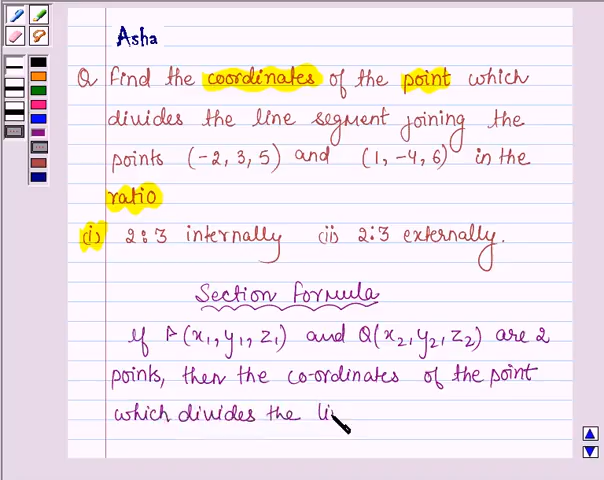 Asha
Q Find the coordinates of the point which
divides the line segment joining the
points (-2, 3, 5) and (1, -4, 6) in the
ratio
(i) 2:3 internally (ii) 2:3 externally.
Section Formula
If P(x₁, y₁, z₁) and Q(x₂, y₂, z₂) are 2
points, then the co-ordinates of the point
which divides the li